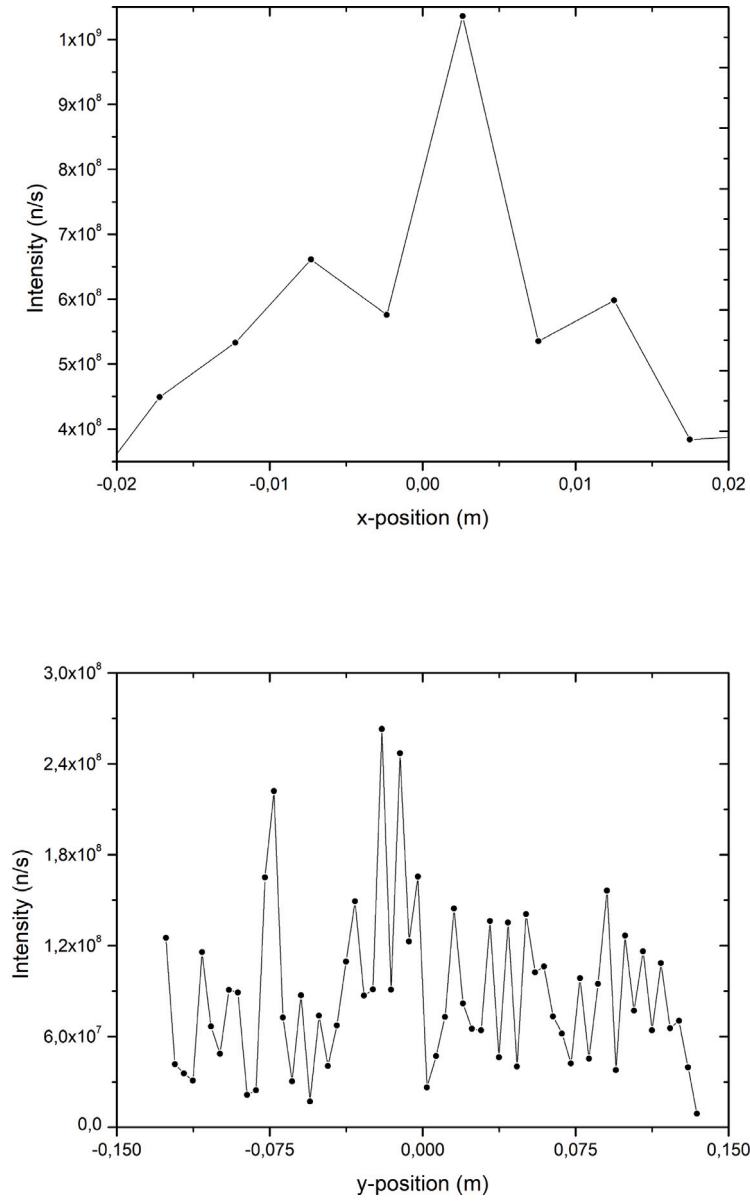 1x10⁹
9x10⁸
8x10⁸
7x10⁸
6x10⁸
5x10⁸
4x10⁸
Intensity (n/s)
-0,02 -0,01 0,00 0,01 0,02
x-position (m)
3,0x10⁸
2,4x10⁸
1,8x10⁸
1,2x10⁸
6,0x10⁷
0,0
Intensity (n/s)
-0,150 -0,075 0,000 0,075 0,150
y-position (m)